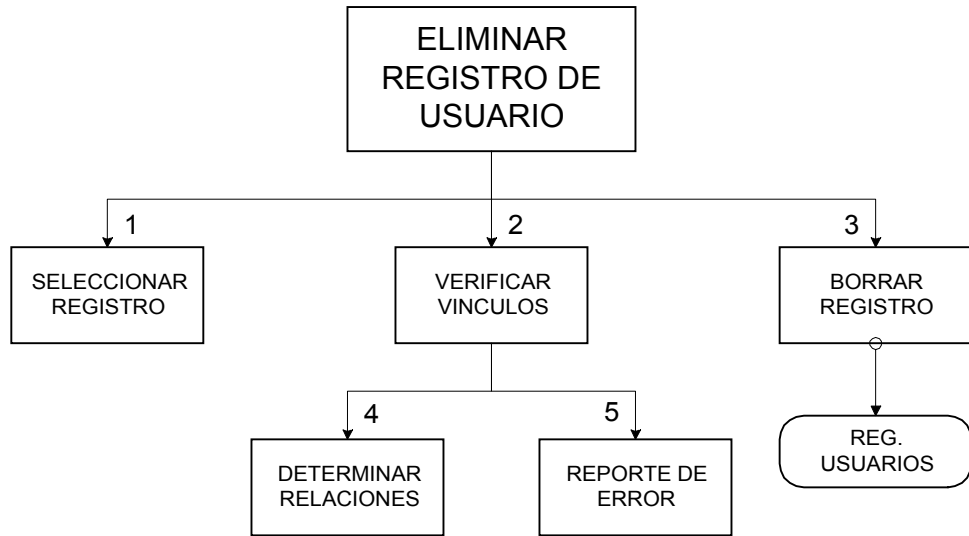 ELIMINAR
REGISTRO DE
USUARIO
1
2
3
SELECCIONAR
REGISTRO
VERIFICAR
VINCULOS
BORRAR
REGISTRO
4
5
DETERMINAR
RELACIONES
REPORTE DE
ERROR
REG.
USUARIOS